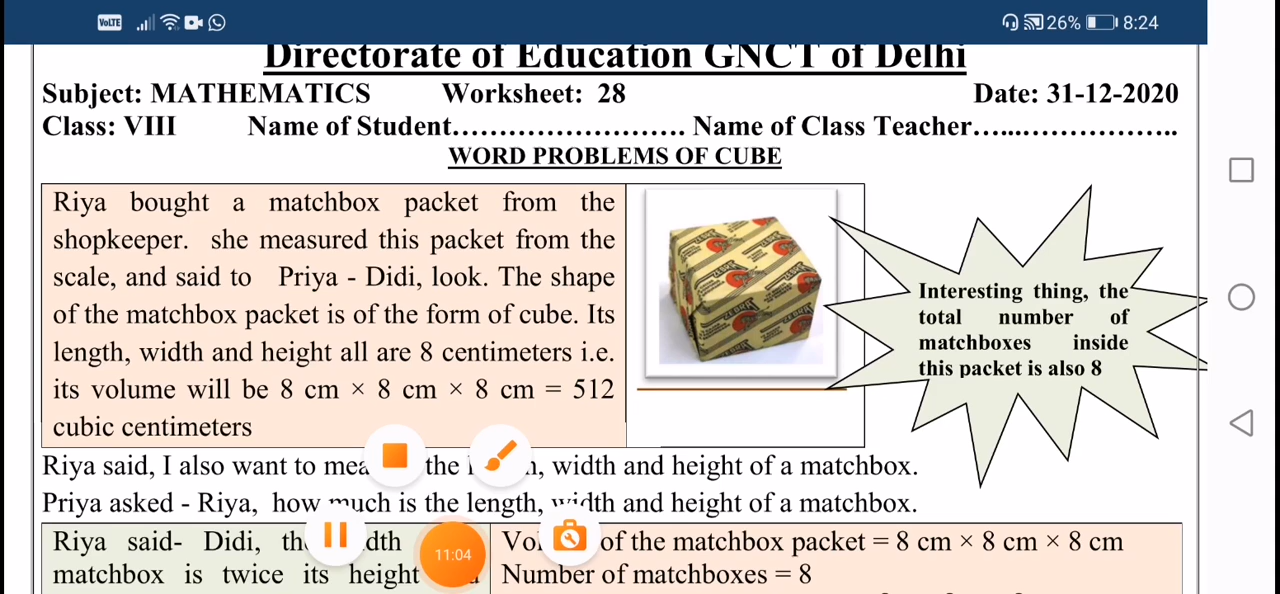 VoLTE 26% 8:24
Directorate of Education GNCT of Delhi
Subject: MATHEMATICS Worksheet: 28 Date: 31-12-2020
Class: VIII Name of Student......................... Name of Class Teacher........................
WORD PROBLEMS OF CUBE
Riya bought a matchbox packet from the
shopkeeper. she measured this packet from the
scale, and said to Priya - Didi, look. The shape
of the matchbox packet is of the form of cube. Its
length, width and height all are 8 centimeters i.e.
its volume will be 8 cm × 8 cm × 8 cm = 512
cubic centimeters
ZEBRA
Interesting thing, the
total number of
matchboxes inside
this packet is also 8
Riya said, I also want to the width and height of a matchbox.
Priya asked - Riya, how much is the length, width and height of a matchbox.
Riya said- Didi,
matchbox is twice its height
11:04
of the matchbox packet = 8 cm × 8 cm × 8 cm
Number of matchboxes = 8